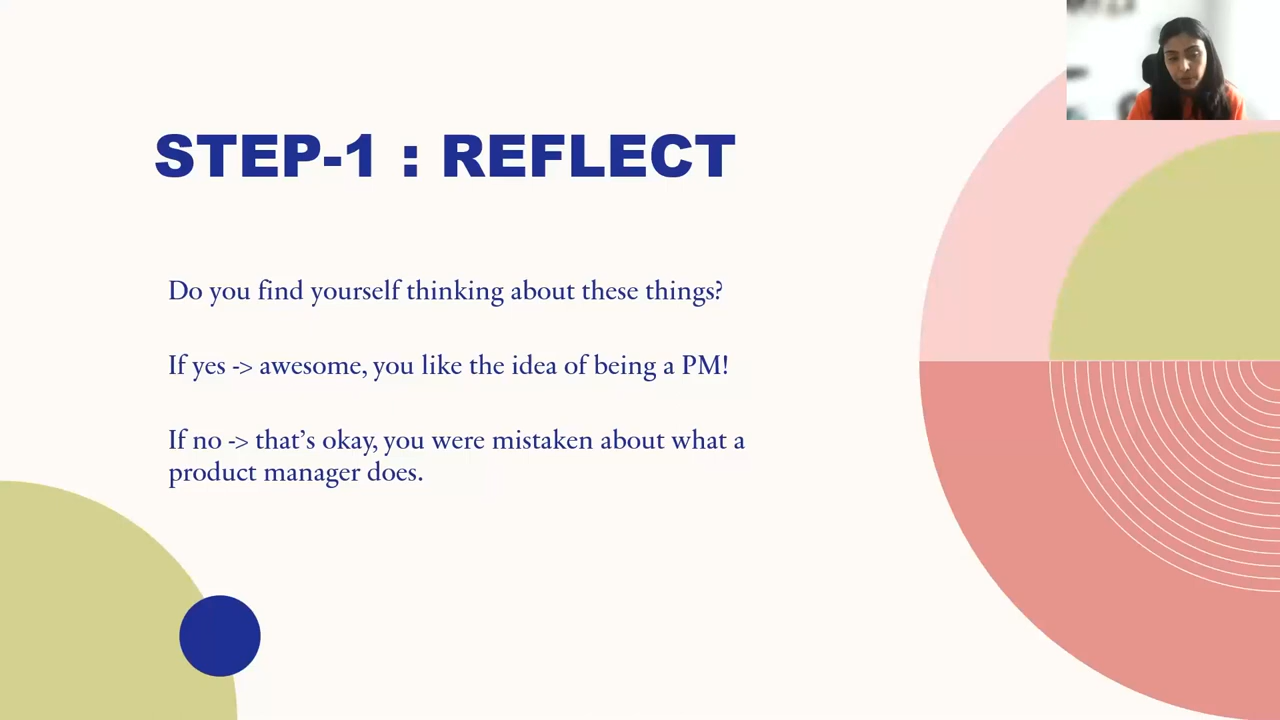 STEP-1 : REFLECT
Do you find yourself thinking about these things?
If yes -> awesome, you like the idea of being a PM!
If no -> that’s okay, you were mistaken about what a
product manager does.